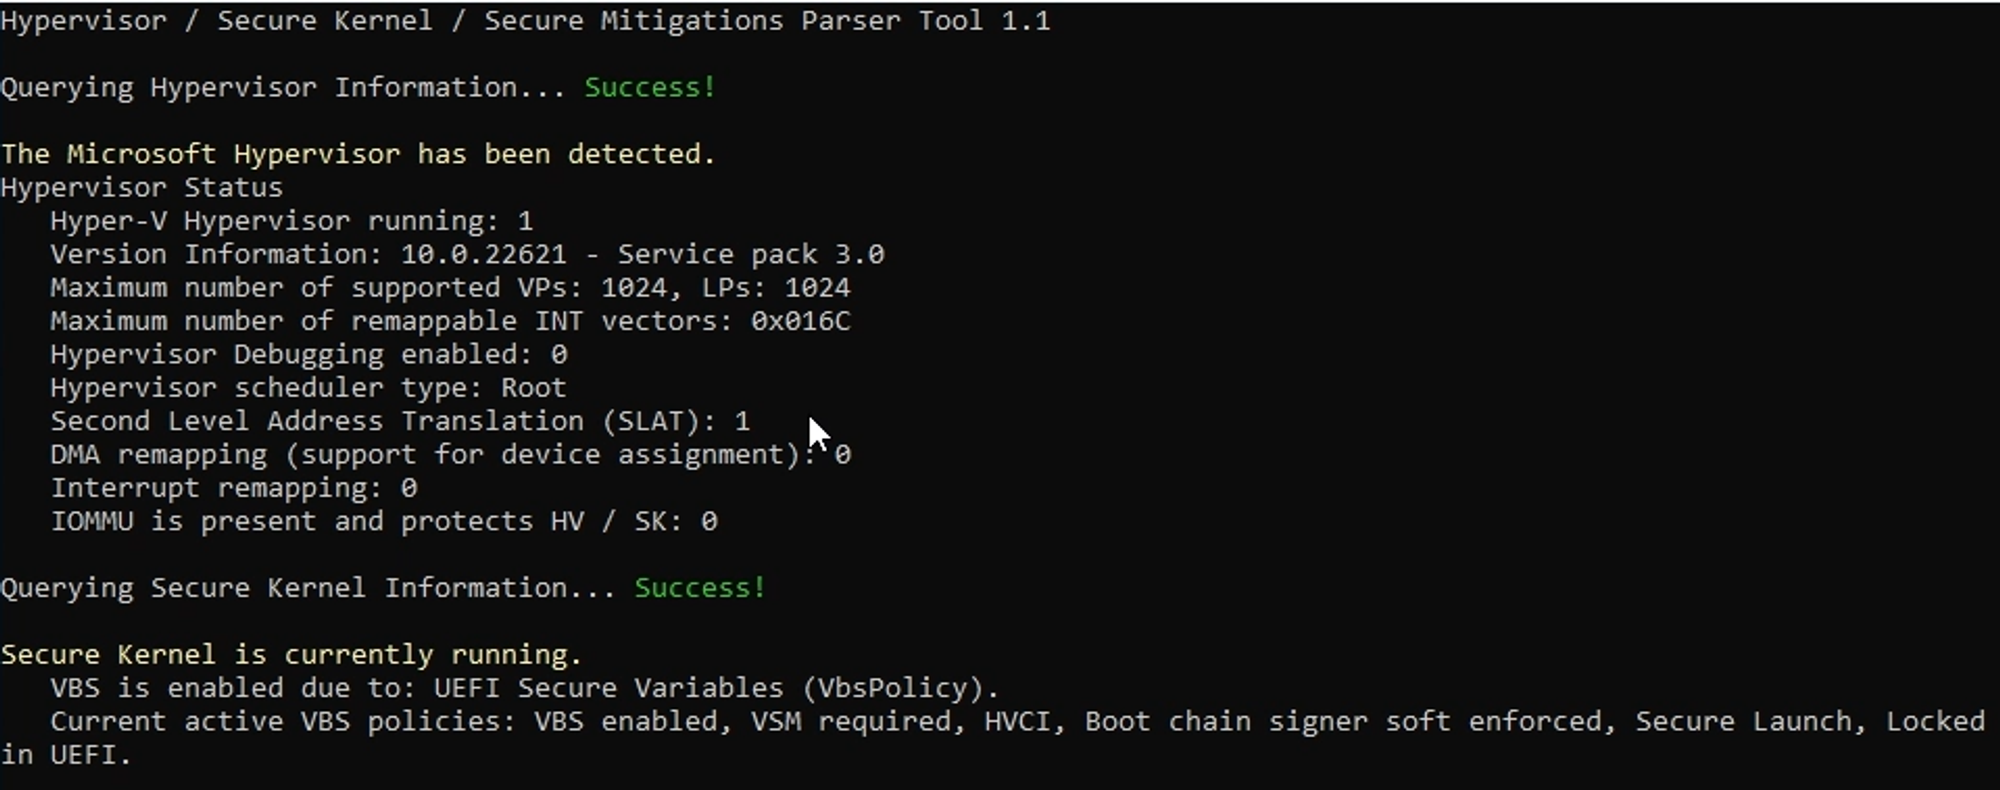 Hypervisor / Secure Kernel / Secure Mitigations Parser Tool 1.1
Querying Hypervisor Information... Success!
The Microsoft Hypervisor has been detected.
Hypervisor Status
Hyper-V Hypervisor running: 1
Version Information: 10.0.22621 - Service pack 3.0
Maximum number of supported VPs: 1024, LPs: 1024
Maximum number of remappable INT vectors: 0x016C
Hypervisor Debugging enabled: 0
Hypervisor scheduler type: Root
Second Level Address Translation (SLAT): 1
DMA remapping (support for device assignment): 0
Interrupt remapping: 0
IOMMU is present and protects HV / SK: 0
Querying Secure Kernel Information... Success!
Secure Kernel is currently running.
VBS is enabled due to: UEFI Secure Variables (VbsPolicy).
Current active VBS policies: VBS enabled, VSM required, HVCI, Boot chain signer soft enforced, Secure Launch, Locked
in UEFI.